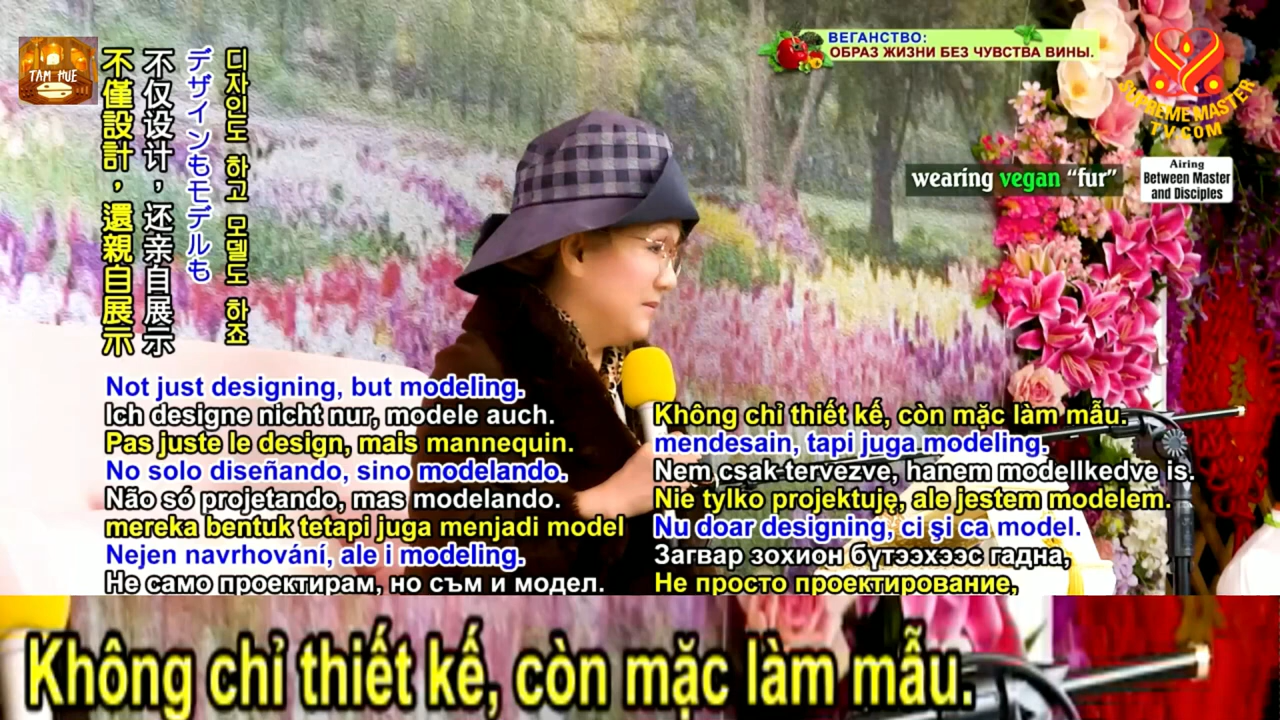 TAM HUE
ВЕГАНСТВО:
ОБРАЗ ЖИЗНИ БЕЗ ЧУВСТВА ВИНЫ.
SUPREME MASTER
TV.COM
wearing vegan “fur”
Airing
Between Master
and Disciples
디자인도 하고 모델도 하죠
デザインもモデルも
不仅设计，还亲自展示
不僅設計，還親自展示
Not just designing, but modeling.
Ich designe nicht nur, modele auch.
Pas juste le design, mais mannequin.
No solo diseñando, sino modelando.
Não só projetando, mas modelando.
mereka bentuk tetapi juga menjadi model
Nejen navrhování, ale i modeling.
Не само проектирам, но съм и модел.
Không chỉ thiết kế, còn mặc làm mẫu.
mendesain, tapi juga modeling.
Nem csak tervezve, hanem modellkedve is.
Nie tylko projektuję, ale jestem modelem.
Nu doar designing, ci şi ca model.
Загвар зохион бүтээхээс гадна,
Не просто проектирование,
Không chỉ thiết kế, còn mặc làm mẫu.